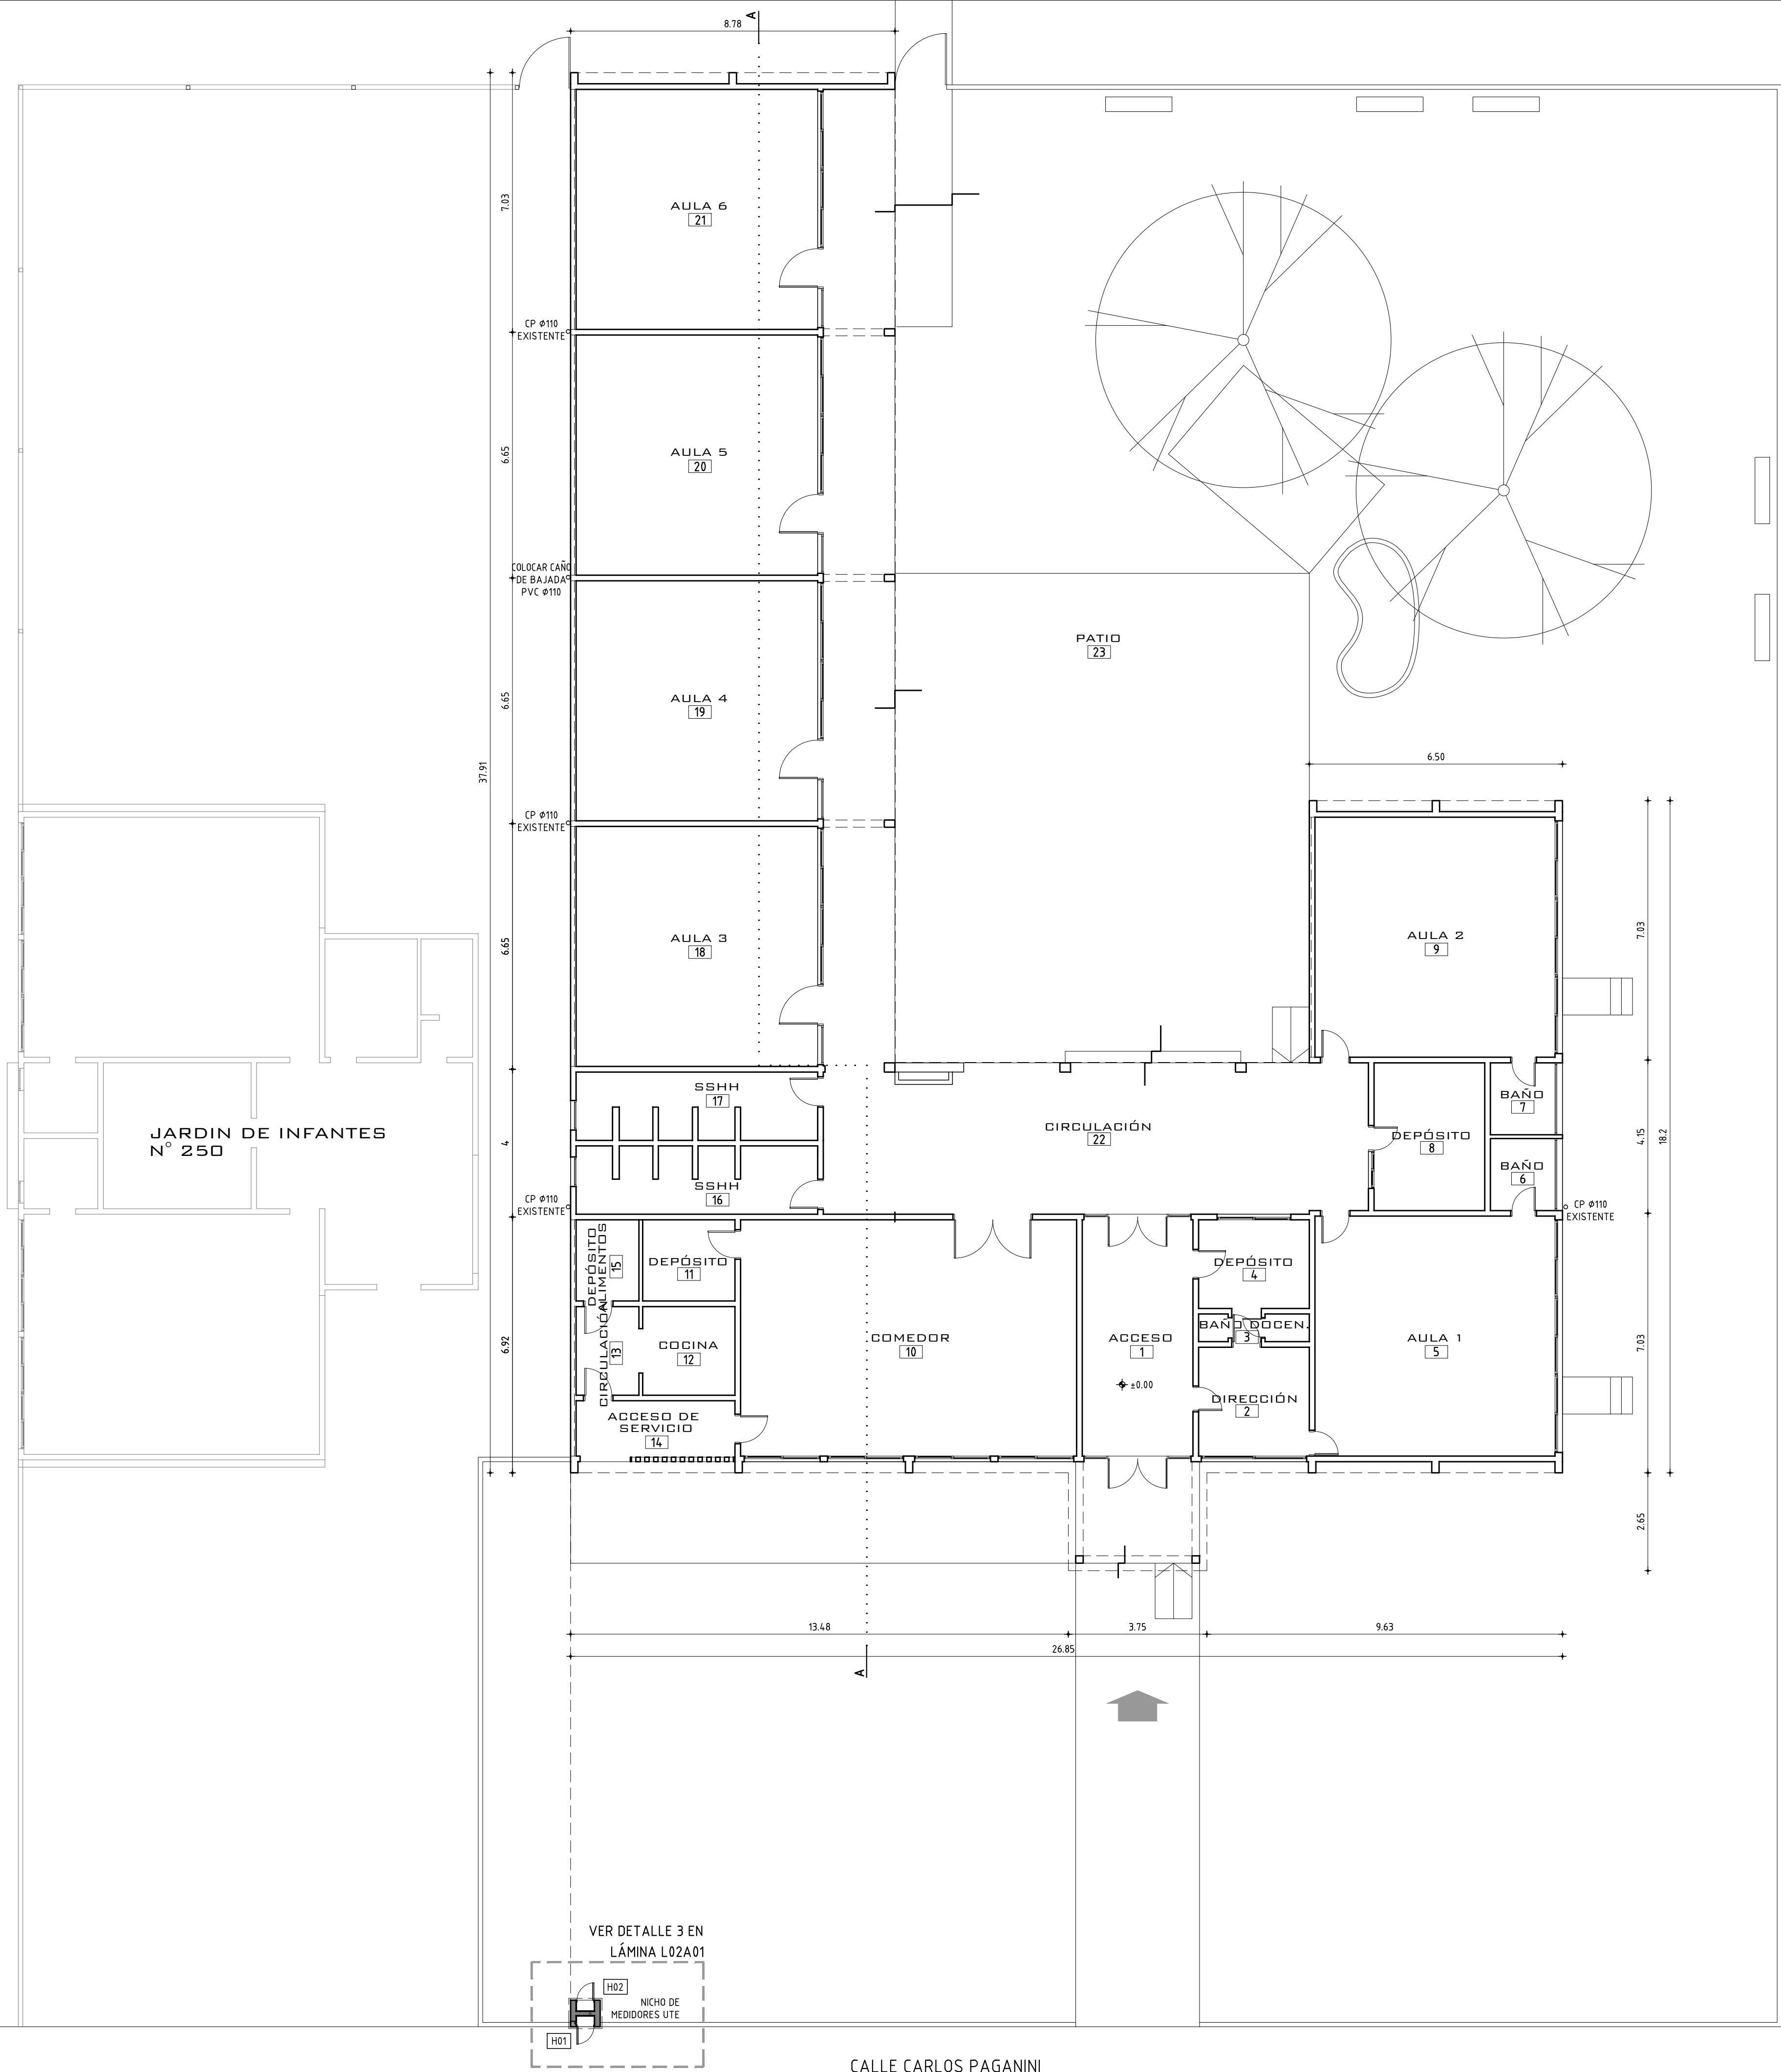 8.78
A
7.03
AULA 6
21
CP Ø110
EXISTENTE
6.65
AULA 5
20
COLOCAR CAÑO
DE BAJADA
PVC Ø110
PATIO
23
6.65
AULA 4
19
37.91
6.50
CP Ø110
EXISTENTE
6.65
AULA 3
18
AULA 2
9
7.03
SSHH
17
BAÑO
7
JARDIN DE INFANTES
N° 250
4
CIRCULACIÓN
22
DEPÓSITO
8
4.15
18.2
SSHH
16
BAÑO
6
CP Ø110
EXISTENTE
CP Ø110
EXISTENTE
DEPÓSITO
ALIMENTOS
15
DEPÓSITO
11
DEPÓSITO
4
6.92
CIRCULACIÓN
13
COCINA
12
COMEDOR
10
ACCESO
1
±0.00
BAÑO DOCEN.
3
AULA 1
5
7.03
DIRECCIÓN
2
ACCESO DE
SERVICIO
14
2.65
13.48
3.75
9.63
26.85
A
VER DETALLE 3 EN
LÁMINA L02A01
H02
NICHO DE
MEDIDORES UTE
H01
CALLE CARLOS PAGANINI